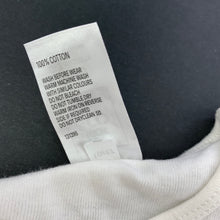 100% COTTON
WASH BEFORE WEAR
WARM MACHINE WASH
WITH SIMILAR COLOURS
DO NOT BLEACH
DO NOT TUMBLE DRY
WARM IRON ON REVERSE
SIDE IF REQUIRED
DO NOT DRYCLEAN